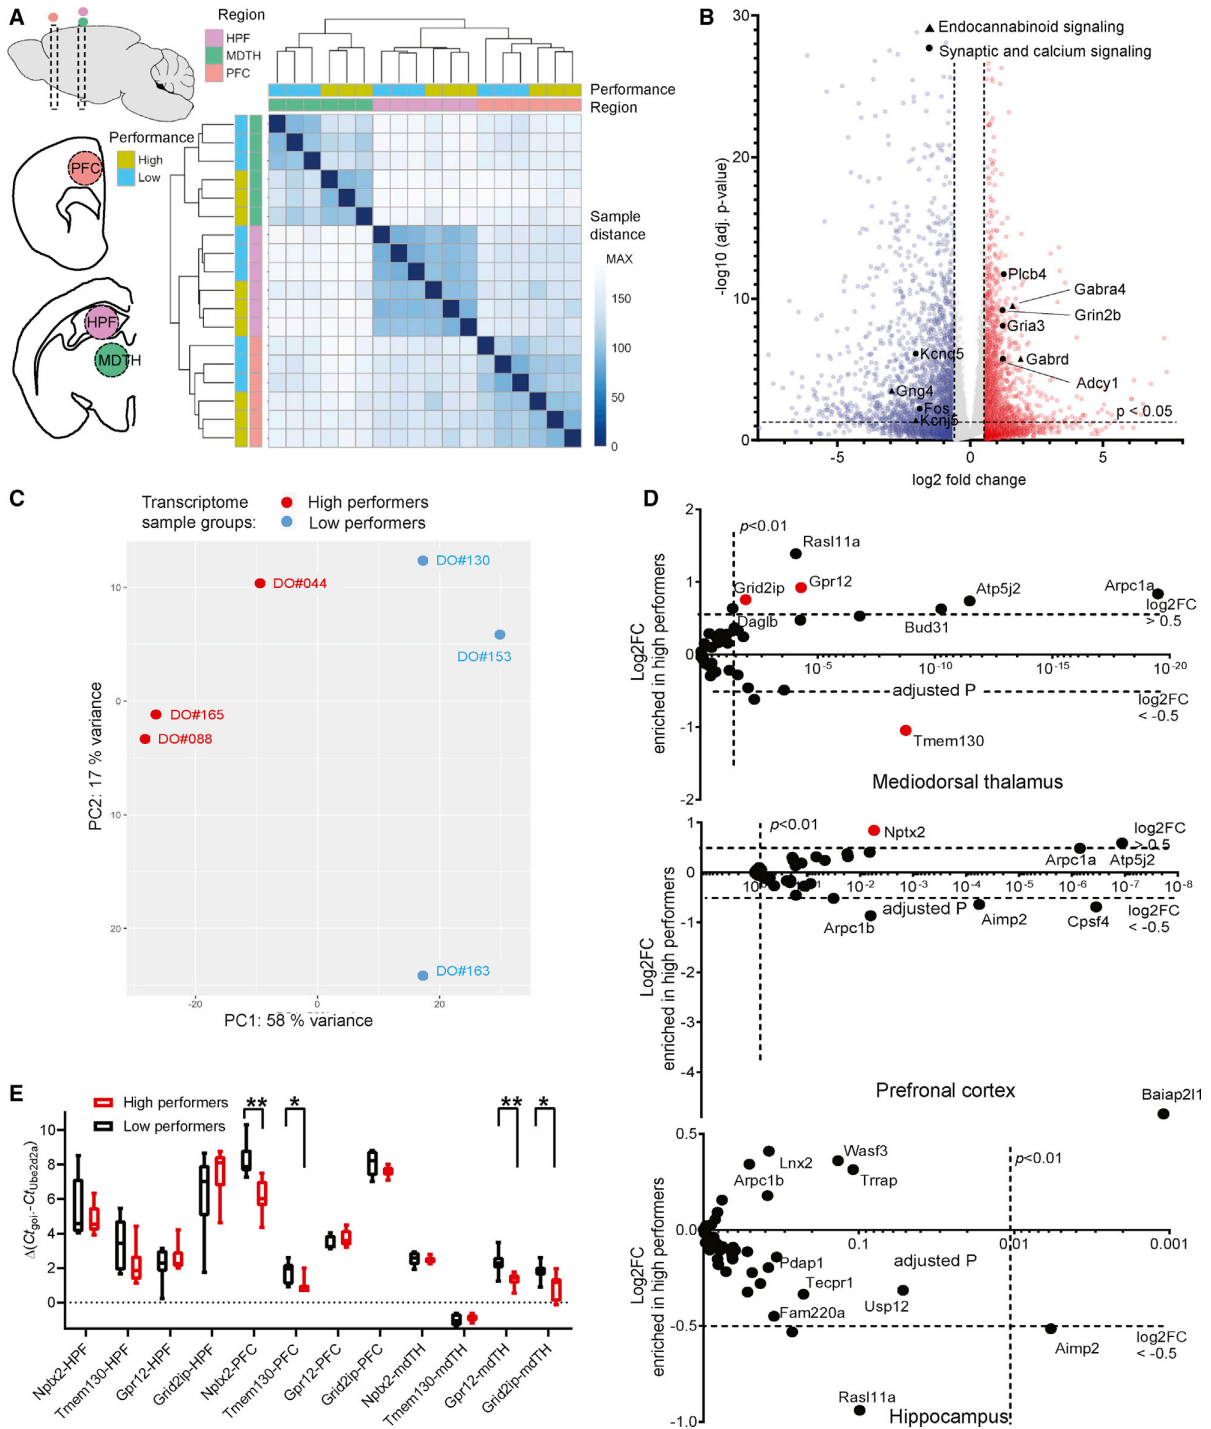 A
Region
HPF
MDTH
PFC
Performance
High
Low
PFC
HPF
MDTH
Performance
Region
Sample
distance
MAX
150
100
50
0
B
Endocannabinoid signaling
Synaptic and calcium signaling
-log10 (adj. p-value)
30
20
10
0
Plcb4
Gabra4
Grin2b
Gria3
Gabrd
Adcy1
Kcnq5
Gng4
Fos
Kcnj5
p < 0.05
-5
0
5
log2 fold change
C
Transcriptome
sample groups:
High performers
Low performers
DO#130
DO#044
DO#153
DO#165
DO#088
DO#163
10
0
10
20
-20
0
20
PC2: 17 % variance
PC1: 58 % variance
D
2
1
0
-1
-2
Log2FC
enriched in high performers
p<0.01
Rasl11a
Grid2ip
Gpr12
Atp5j2
Arpc1a
Daglb
Bud31
log2FC
> 0.5
10-5
10-10
10-15
10-20
adjusted P
log2FC
< -0.5
Tmem130
Mediodorsal thalamus
1
0
-1
-2
-3
-4
Log2FC
enriched in high performers
p<0.01
Nptx2
log2FC
> 0.5
Arpc1a
Atp5j2
10-2
10-3
10-4
10-5
10-6
10-7
10-8
adjusted P
Arpc1b
Aimp2
Cpsf4
log2FC
< -0.5
Prefronal cortex
Baiap2l1
0.5
0.0
-0.5
-1.0
Log2FC
enriched in high performers
Lnx2
Arpc1b
Wasf3
Trrap
p<0.01
0.1
0.01
0.001
adjusted P
Pdap1
Tecpr1
Usp12
Fam220a
Aimp2
log2FC
< -0.5
Rasl11a
Hippocampus
E
High performers
Low performers
** * ** *
10
8
6
4
2
0
Δ(Ctgoi-CtUbe2d2a)
Nptx2-HPF
Tmem130-HPF
Gpr12-HPF
Grid2ip-HPF
Nptx2-PFC
Tmem130-PFC
Gpr12-PFC
Grid2ip-PFC
Nptx2-mdTH
Tmem130-mdTH
Gpr12-mdTH
Grid2ip-mdTH